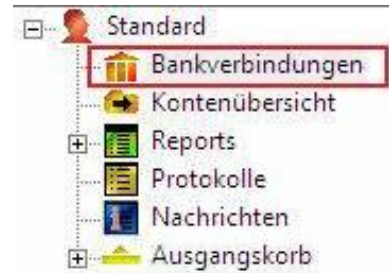 Standard
Bankverbindungen
Kontenübersicht
Reports
Protokolle
Nachrichten
Ausgangskorb